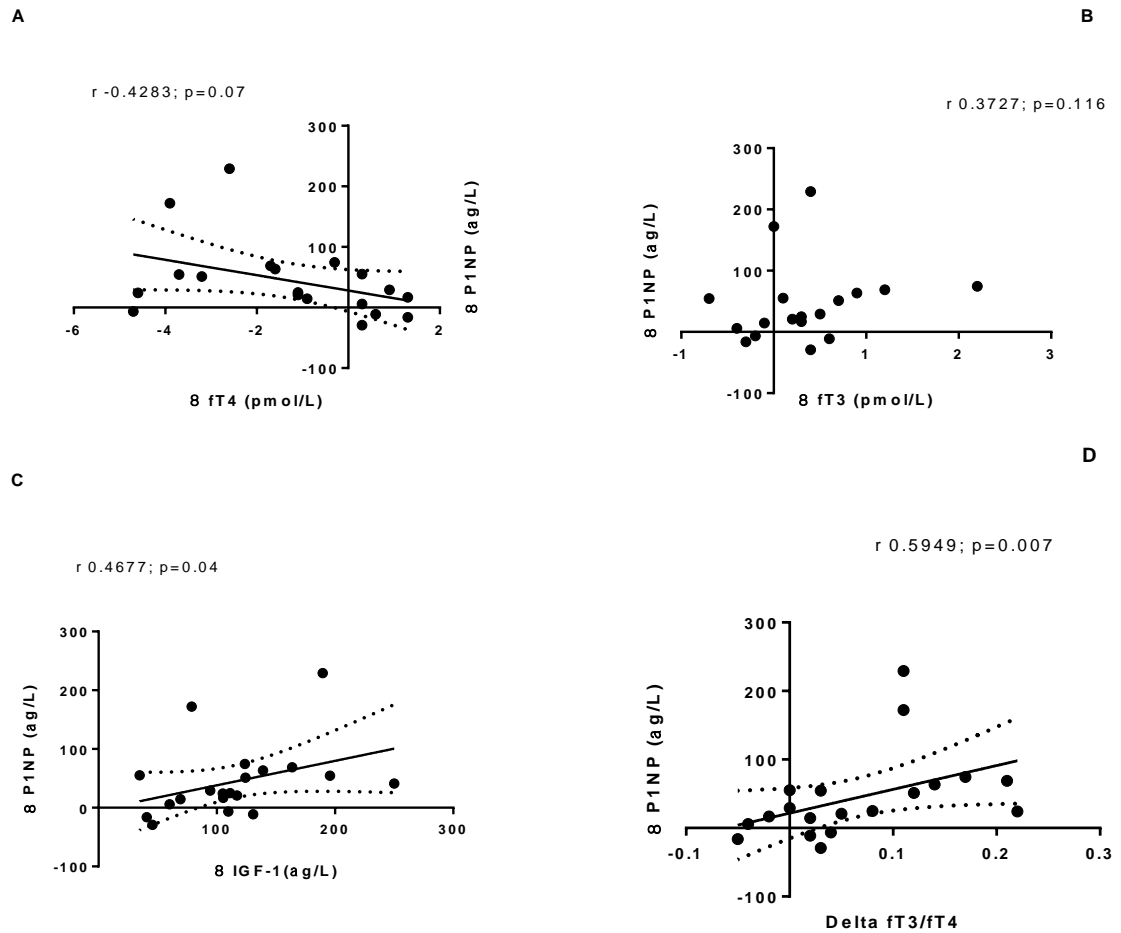 A
B
r -0.4283; p=0.07
r 0.3727; p=0.116
300
200
100
-100
-6
-4
-2
2
8 P1NP (ag/L)
8 fT4 (pmol/L)
8 P1NP (ag/L)
300
200
100
-100
-1
1
2
3
8 fT3 (pmol/L)
C
D
r 0.4677; p=0.04
r 0.5949; p=0.007
8 P1NP (ag/L)
300
200
100
0
-100
100
200
300
8 IGF-1(ag/L)
8 P1NP (ag/L)
300
200
100
-100
-0.1
0.1
0.2
0.3
Delta fT3/fT4